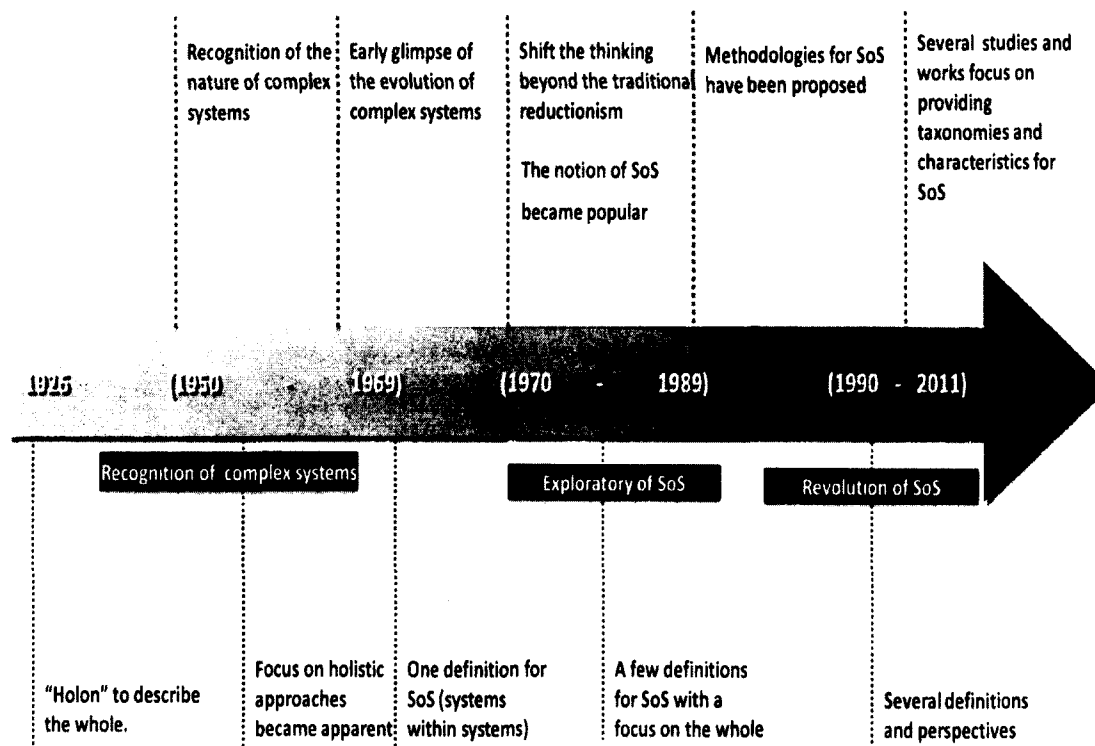 Recognition of the
nature of complex
systems
Early glimpse of
the evolution of
complex systems
Shift the thinking
beyond the traditional
reductionism
The notion of SoS
became popular
Methodologies for SoS
have been proposed
Several studies and
works focus on
providing
taxonomies and
characteristics for
SoS
1926
(1950
1969)
(1970 - 1989)
(1990 - 2011)
Recognition of complex systems
Exploratory of SoS
Revolution of SoS
"Holon" to describe
the whole.
Focus on holistic
approaches
became apparent
One definition for
SoS (systems
within systems)
A few definitions
for SoS with a
focus on the whole
Several definitions
and perspectives